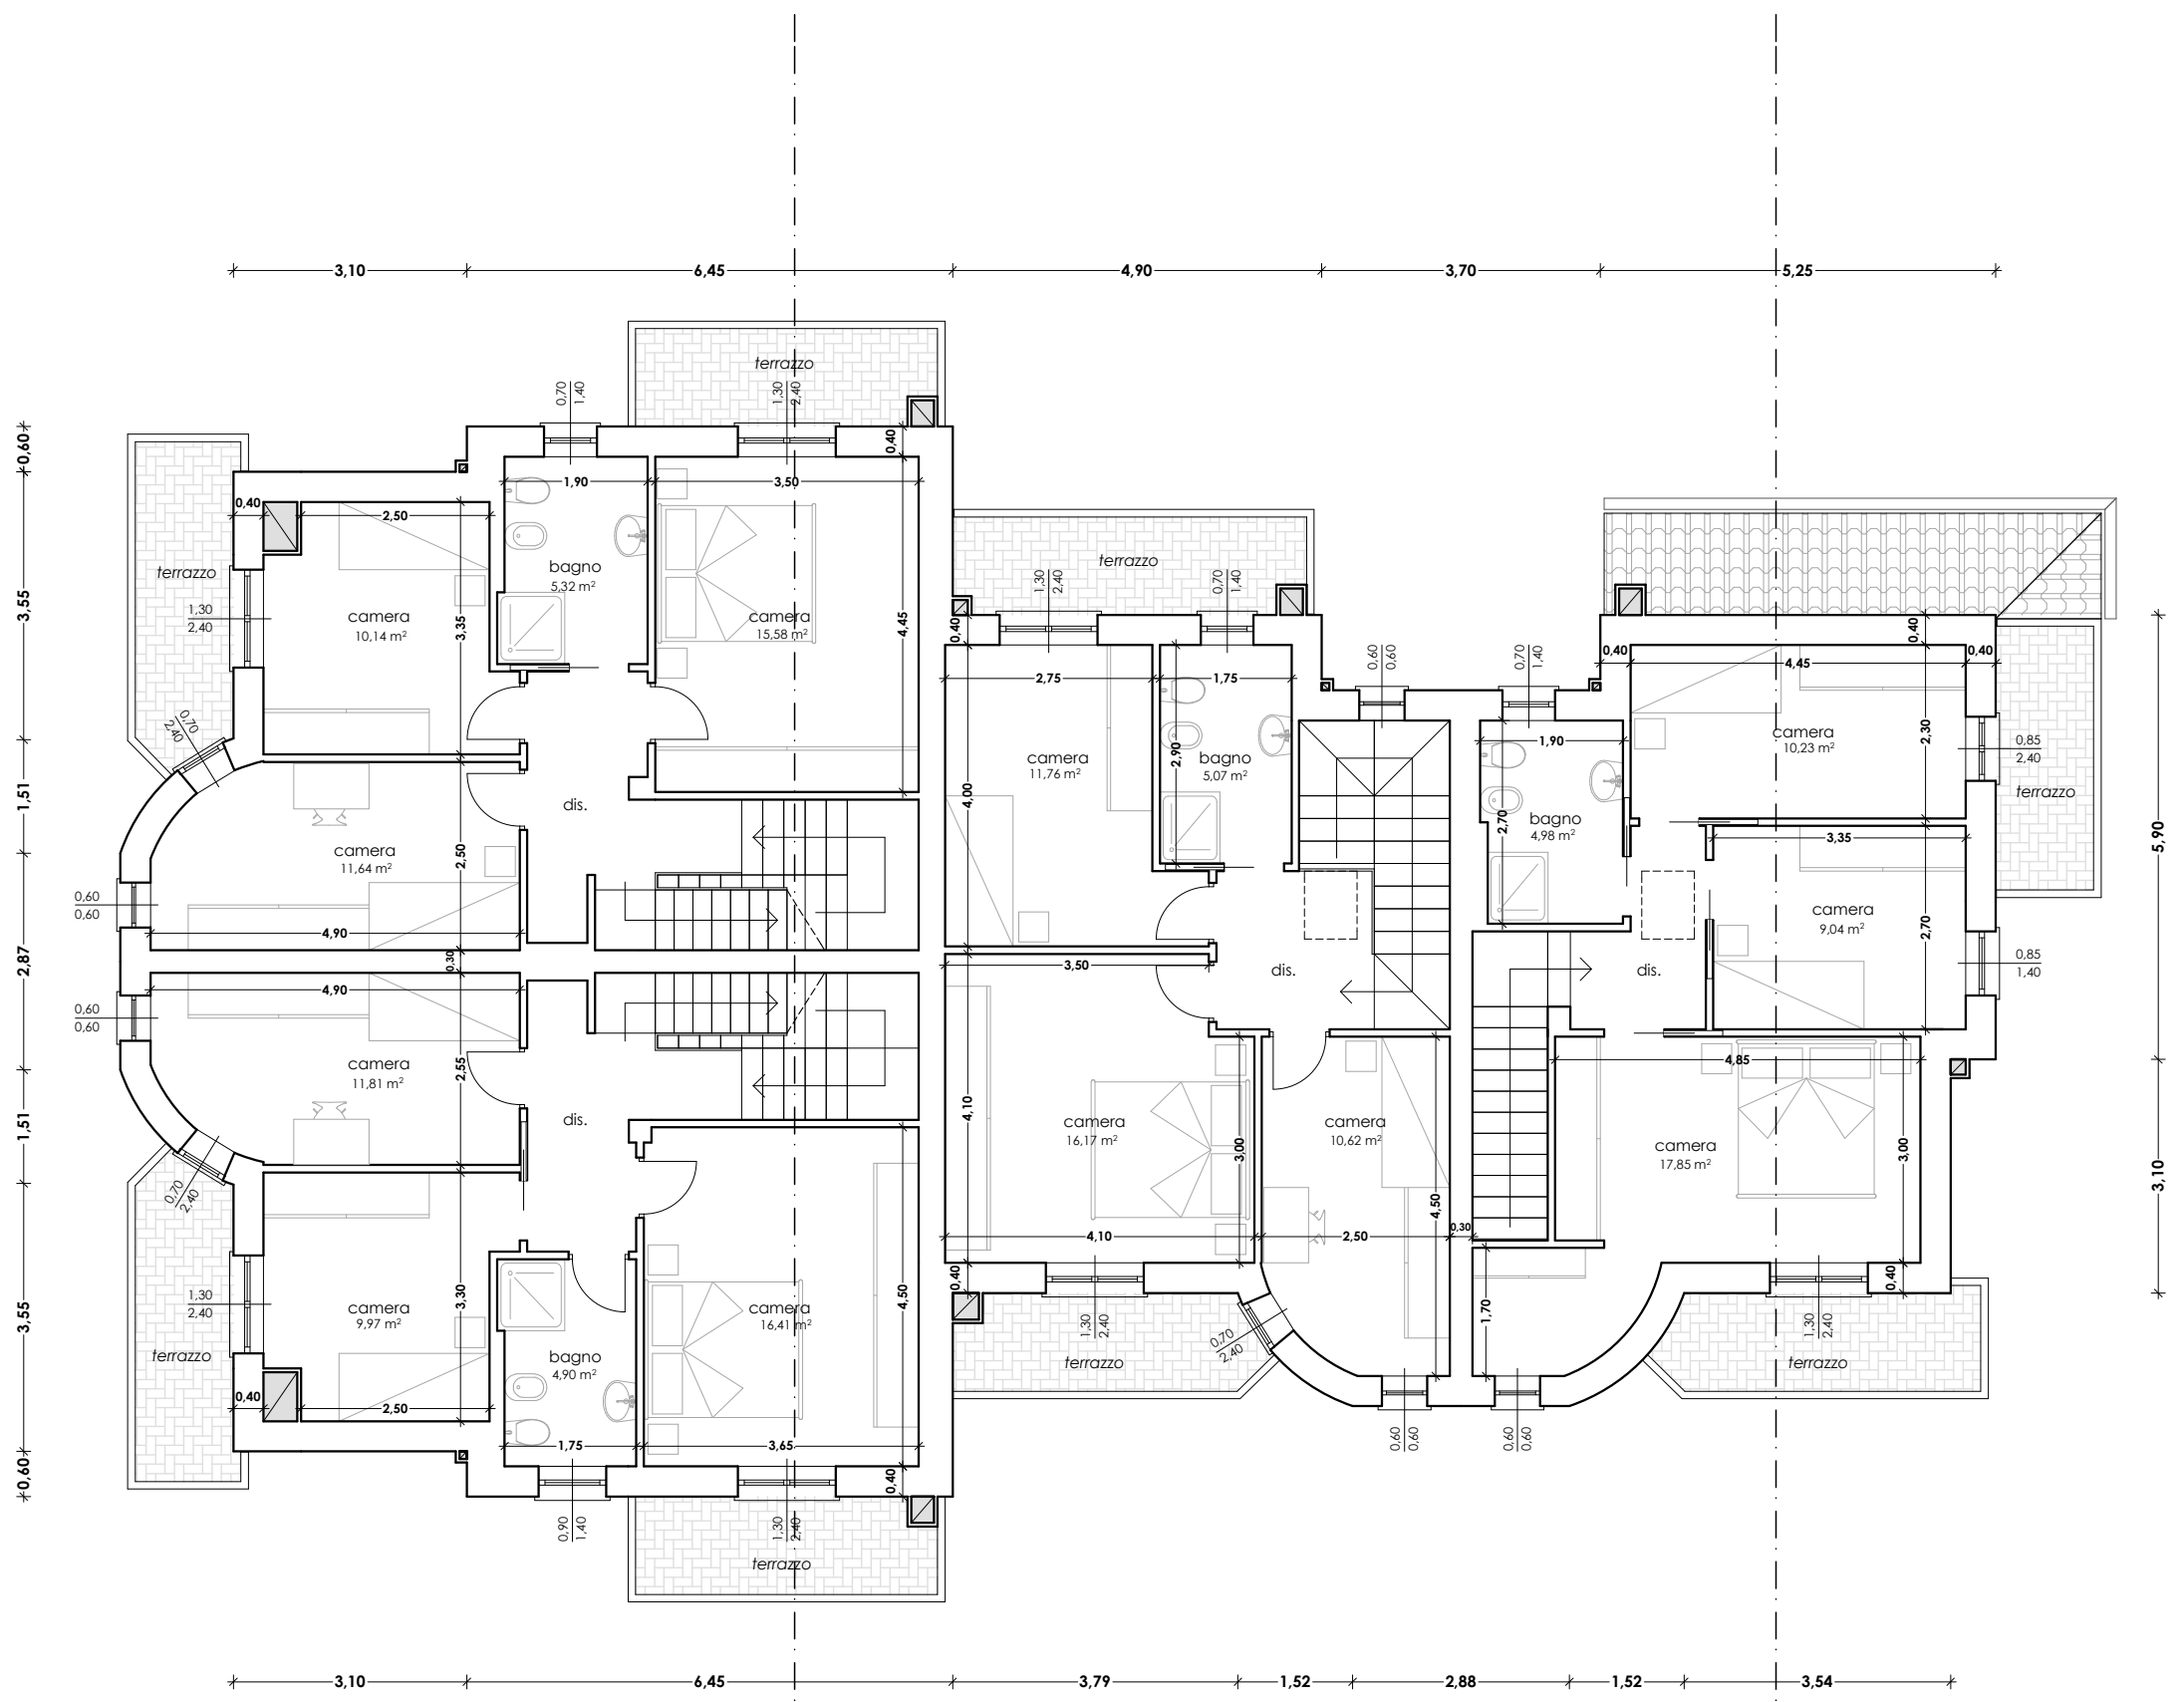 3,10
6,45
4,90
3,70
5,25
terrazzo
1,30
2,40
0,70
1,40
0,60
3,55
1,51
2,87
1,51
3,55
0,60
0,40
0,40
1,90
3,50
2,50
terrazzo
1,30
2,40
0,70
2,40
camera
10,14 m²
3,35
bagno
5,32 m²
camera
15,58 m²
4,45
terrazzo
1,30
2,40
0,70
1,40
0,40
2,75
1,75
0,60
0,60
0,70
1,40
0,40
4,45
0,40
0,40
camera
11,76 m²
4,00
2,90
bagno
5,07 m²
1,90
2,70
bagno
4,98 m²
camera
10,23 m²
2,30
0,85
2,40
terrazzo
3,35
5,90
dis.
camera
11,64 m²
2,50
0,60
0,60
4,90
0,30
camera
9,04 m²
2,70
0,85
1,40
3,50
dis.
dis.
4,90
0,60
0,60
camera
11,81 m²
2,55
dis.
4,85
camera
16,17 m²
4,10
3,00
camera
10,62 m²
4,50
camera
17,85 m²
3,00
3,10
0,70
2,40
4,10
2,50
0,30
1,30
2,40
terrazzo
camera
9,97 m²
3,30
camera
16,41 m²
4,50
bagno
4,90 m²
0,40
2,50
1,75
3,65
0,40
0,40
1,30
2,40
terrazzo
0,70
2,40
1,70
0,40
1,30
2,40
terrazzo
0,60
0,60
0,60
0,60
0,90
1,40
1,30
2,40
terrazzo
3,10
6,45
3,79
1,52
2,88
1,52
3,54